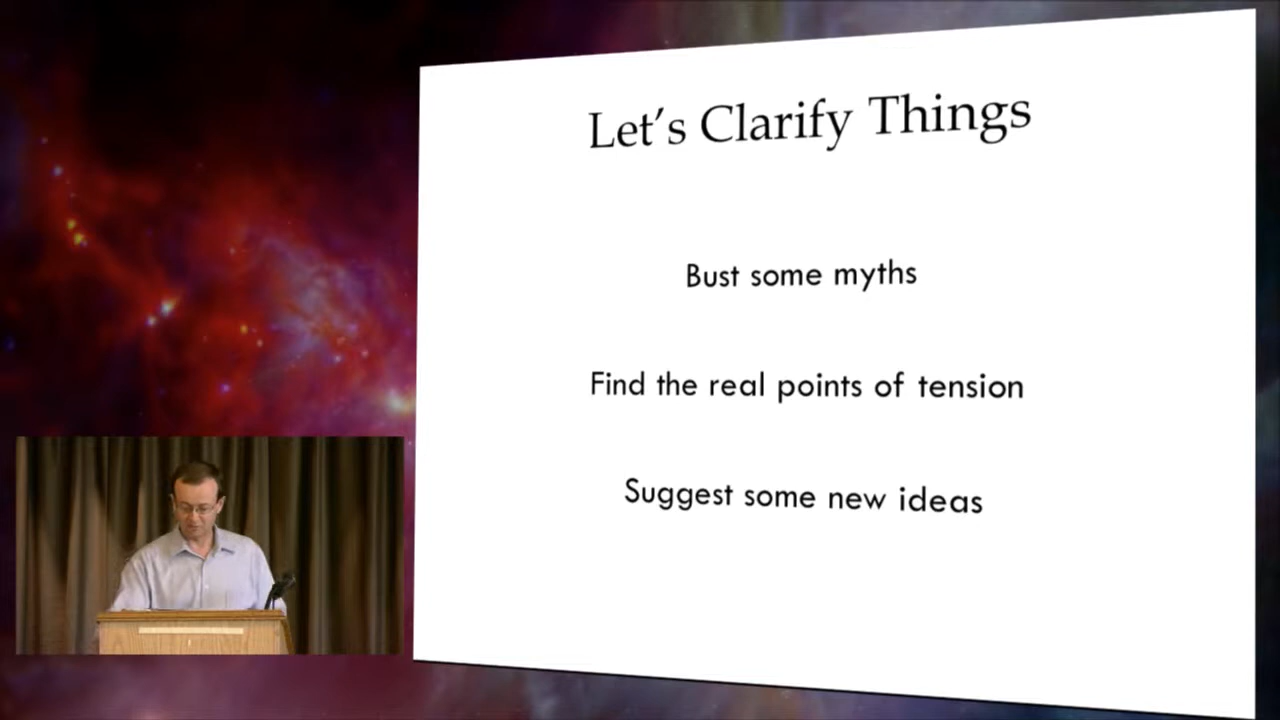 Let's Clarify Things
Bust some myths
Find the real points of tension
Suggest some new ideas